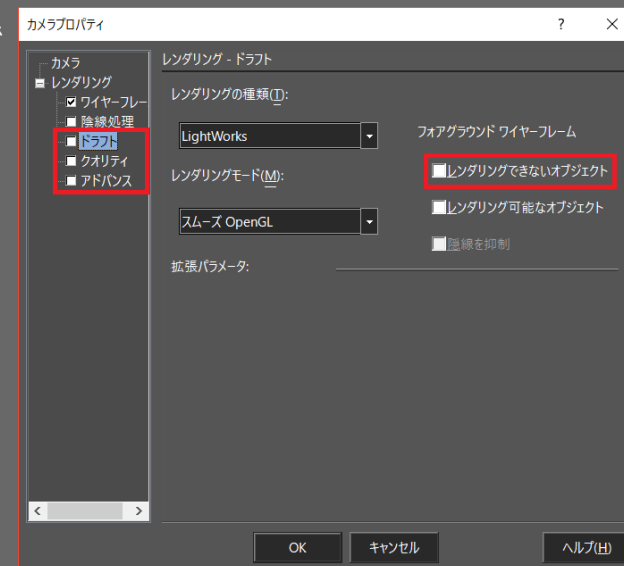 カメラプロパティ
? ×
カメラ
レンダリング
ワイヤーフレー
陰線処理
ドラフト
クオリティ
アドバンス
レンダリング - ドラフト
レンダリングの種類(T):
LightWorks
レンダリングモード(M):
スムーズ OpenGL
拡張パラメータ:
フォアグラウンド ワイヤーフレーム
レンダリングできないオブジェクト
レンダリング可能なオブジェクト
隠線を抑制
OK
キャンセル
ヘルプ(H)